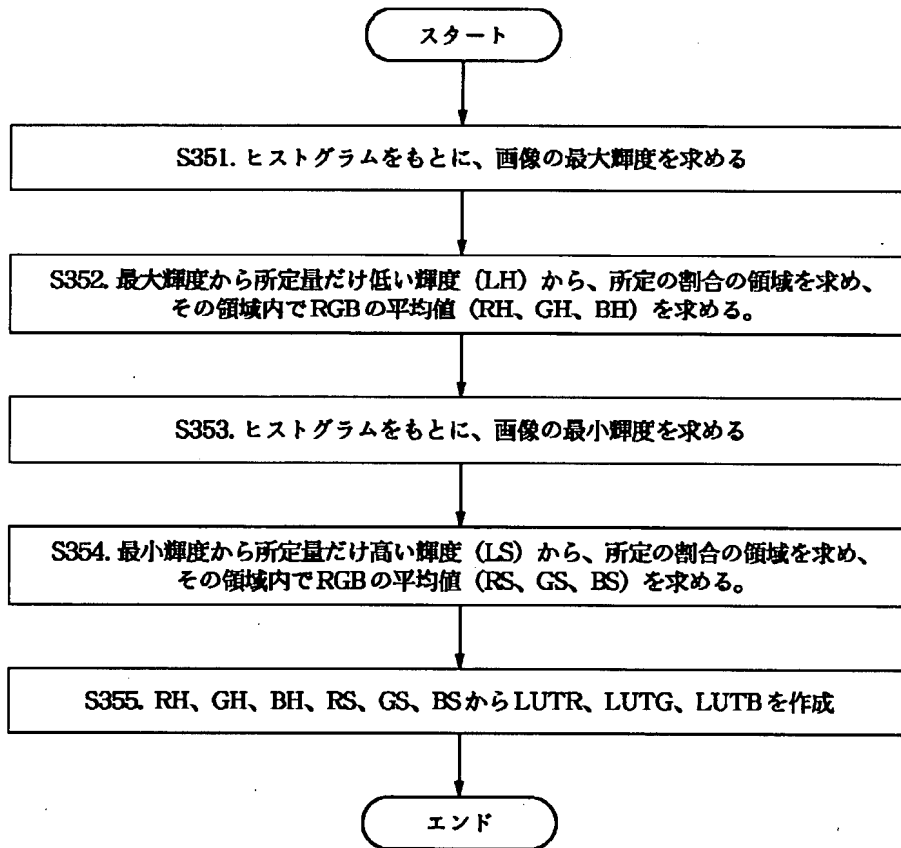 スタート
S351. ヒストグラムをもとに、画像の最大輝度を求める
S352. 最大輝度から所定量だけ低い輝度（LH）から、所定の割合の領域を求め、
その領域内でRGBの平均値（RH、GH、BH）を求める。
S353. ヒストグラムをもとに、画像の最小輝度を求める
S354. 最小輝度から所定量だけ高い輝度（LS）から、所定の割合の領域を求め、
その領域内でRGBの平均値（RS、GS、BS）を求める。
S355. RH、GH、BH、RS、GS、BSからLUTR、LUTG、LUTBを作成
エンド